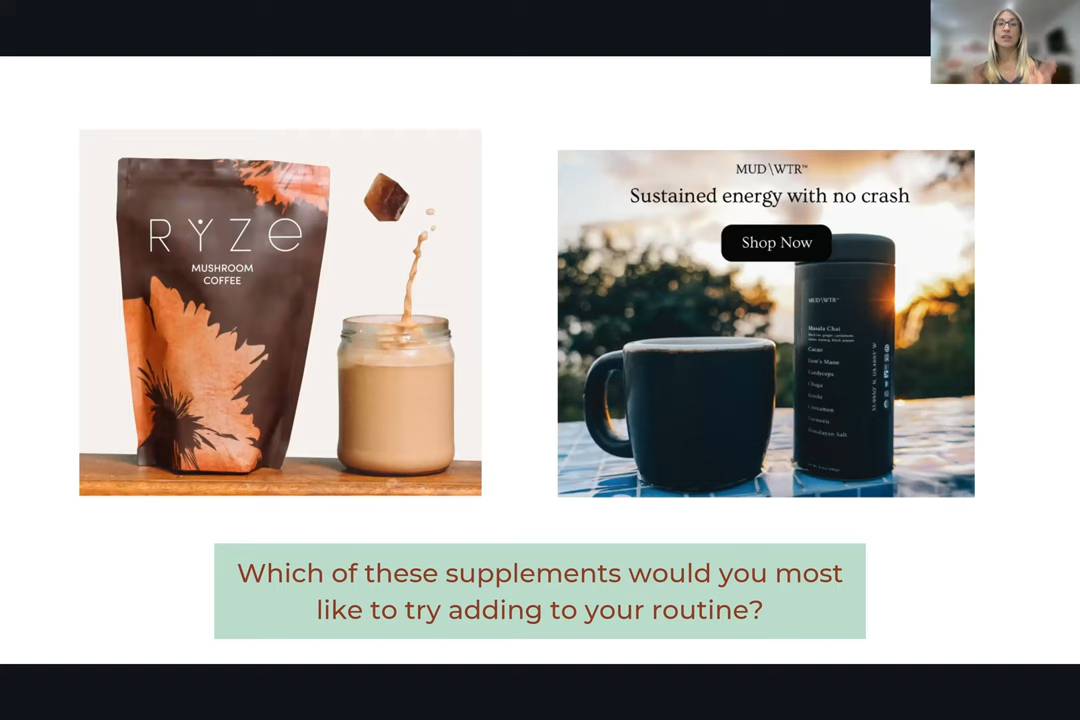 RYZE
MUSHROOM
COFFEE
MUD\WTR™
Sustained energy with no crash
Shop Now
MUD\WTR™
Masala Chai
Cacao
Lion's Mane
Cordyceps
Chaga
Reishi
Cinnamon
Turmeric
Himalayan Salt
Which of these supplements would you most
like to try adding to your routine?